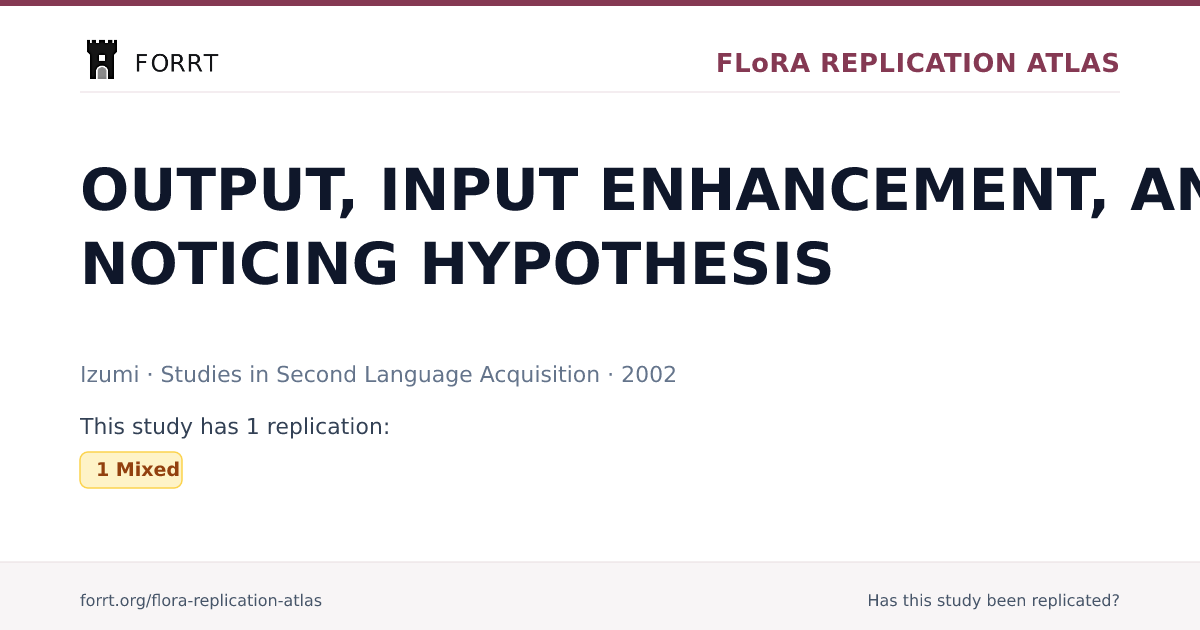 FORRT
FLoRA REPLICATION ATLAS
OUTPUT, INPUT ENHANCEMENT,
NOTICING HYPOTHESIS
Izumi · Studies in Second Language Acquisition · 2002
This study has 1 replication:
1 Mixed
forrt.org/flora-replication-atlas
Has this study been replicated?